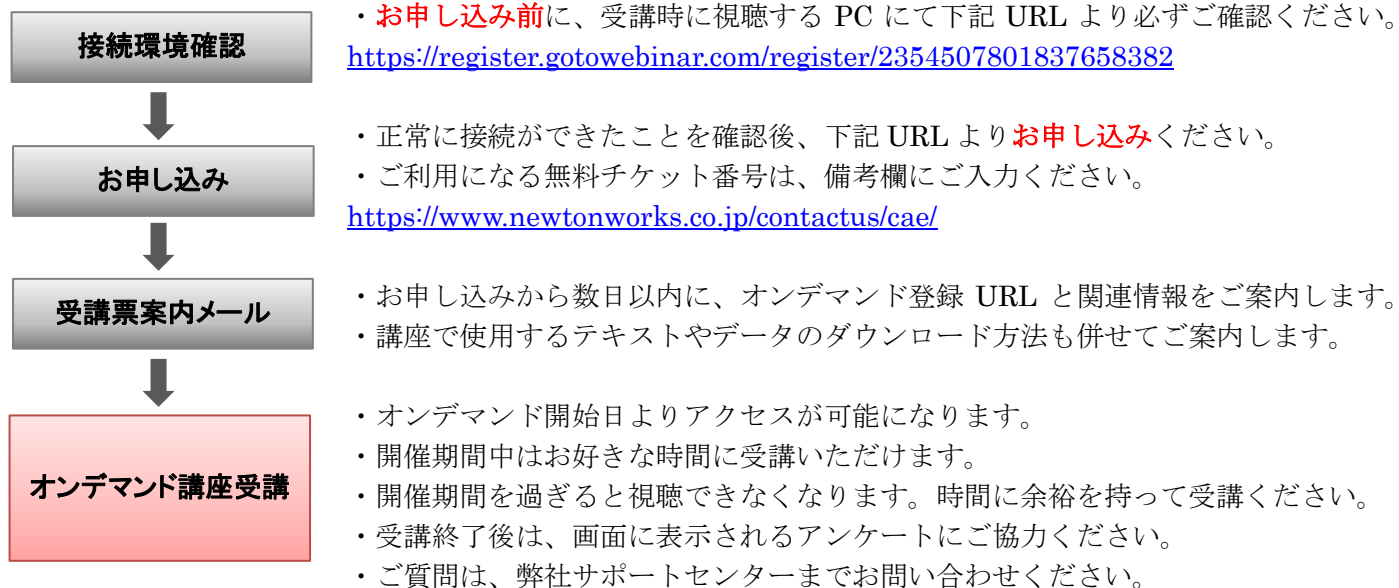 接続環境確認
・お申し込み前に、受講時に視聴する PC にて下記 URL より必ずご確認ください。
https://register.gotowebinar.com/register/2354507801837658382
お申し込み
・正常に接続ができたことを確認後、下記 URL よりお申し込みください。
・ご利用になる無料チケット番号は、備考欄にご入力ください。
https://www.newtonworks.co.jp/contactus/cae/
受講票案内メール
・お申し込みから数日以内に、オンデマンド登録 URL と関連情報をご案内します。
・講座で使用するテキストやデータのダウンロード方法も併せてご案内します。
オンデマンド講座受講
・オンデマンド開始日よりアクセスが可能になります。
・開催期間中はお好きな時間に受講いただけます。
・開催期間を過ぎると視聴できなくなります。時間に余裕を持って受講ください。
・受講終了後は、画面に表示されるアンケートにご協力ください。
・ご質問は、弊社サポートセンターまでお問い合わせください。